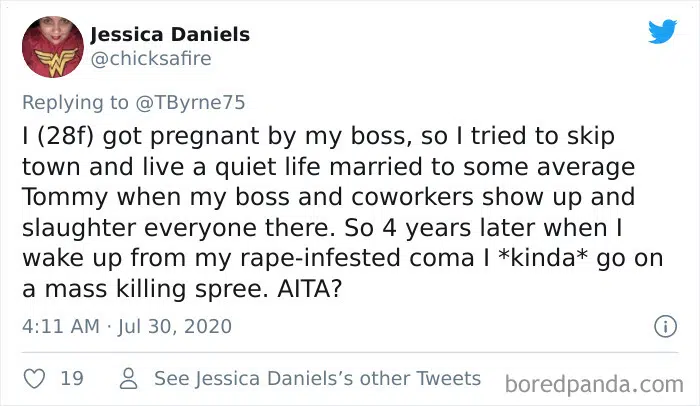 Jessica Daniels
@chicksafire
Replying to @TByrne75
I (28f) got pregnant by my boss, so I tried to skip
town and live a quiet life married to some average
Tommy when my boss and coworkers show up and
slaughter everyone there. So 4 years later when I
wake up from my rape-infested coma I *kinda* go on
a mass killing spree. AITA?
4:11 AM · Jul 30, 2020
19 See Jessica Daniels's other Tweets
boredpanda.com